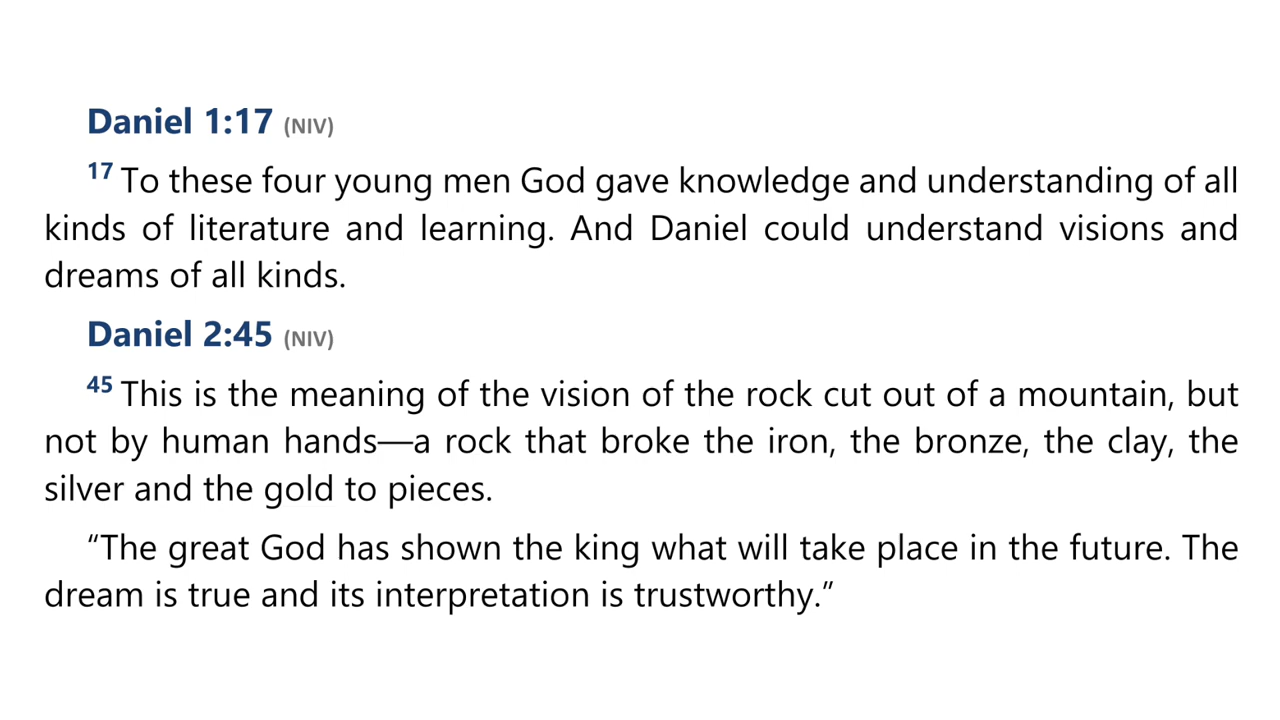 Daniel 1:17 (NIV)
17 To these four young men God gave knowledge and understanding of all
kinds of literature and learning. And Daniel could understand visions and
dreams of all kinds.
Daniel 2:45 (NIV)
45 This is the meaning of the vision of the rock cut out of a mountain, but
not by human hands—a rock that broke the iron, the bronze, the clay, the
silver and the gold to pieces.
“The great God has shown the king what will take place in the future. The
dream is true and its interpretation is trustworthy.”